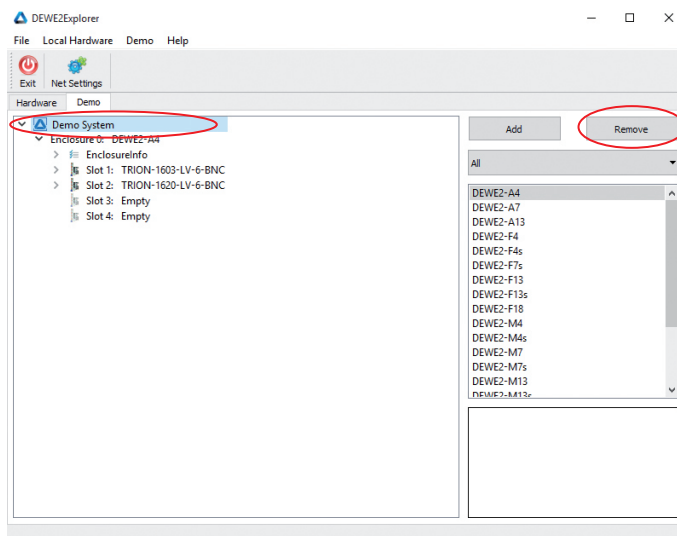 DEWE2Explorer
File Local Hardware Demo Help
Exit Net Settings
Hardware Demo
Demo System
Enclosure 0: DEWE2-A4
EnclosureInfo
Slot 1: TRION-1603-LV-6-BNC
Slot 2: TRION-1620-LV-6-BNC
Slot 3: Empty
Slot 4: Empty
Add Remove
All
DEWE2-A4
DEWE2-A7
DEWE2-A13
DEWE2-F4
DEWE2-F4s
DEWE2-F7s
DEWE2-F13
DEWE2-F13s
DEWE2-F18
DEWE2-M4
DEWE2-M4s
DEWE2-M7
DEWE2-M7s
DEWE2-M13
DEWE2-M13s